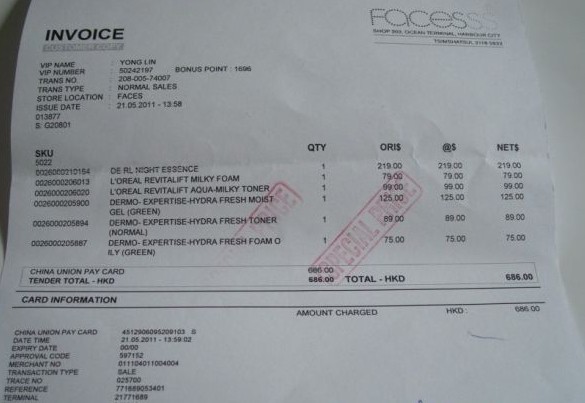 FACESSS
SHOP 202, OCEAN TERMINAL, HARBOUR CITY
INVOICE
CUSTOMER COPY
VIP NAME : YONG LIN
VIP NUMBER : 50242197 BONUS POINT : 1696
TRANS NO. : 208-005-74007
TRANS TYPE : NORMAL SALES
STORE LOCATION : FACES
ISSUE DATE : 21.05.2011 - 13:58
013877
S: G20801
SKU QTY ORI$ @$ NET$
5022
0026000210184 DE RL NIGHT ESSENCE 1 219.00 219.00 219.00
0026000206013 L'OREAL REVITALIFT MILKY FOAM 1 79.00 79.00 79.00
0026000206020 L'OREAL REVITALIFT AQUA-MILKY TONER 1 99.00 99.00 99.00
0026000205900 DERMO- EXPERTISE-HYDRA FRESH MOIST 1 125.00 125.00 125.00
GEL (GREEN)
0026000205894 DERMO- EXPERTISE-HYDRA FRESH TONER 1 89.00 89.00 89.00
(NORMAL)
0026000205887 DERMO- EXPERTISE-HYDRA FRESH FOAM O 1 75.00 75.00 75.00
ILY (GREEN)
SPECIAL
CHINA UNION PAY CARD 686.00
TENDER TOTAL - HKD 686.00 TOTAL - HKD 686.00
CARD INFORMATION
AMOUNT CHARGED HKD : 686.00
CHINA UNION PAY CARD 4512906095209103 S
DATE TIME 21.05.2011 - 13:59:02
EXPIRY DATE 00/00
APPROVAL CODE 597152
MERCHANT NO 011104011004004
TRANSACTION TYPE SALE
TRACE NO 025700
REFERENCE 771689053401
TERMINAL 21771689